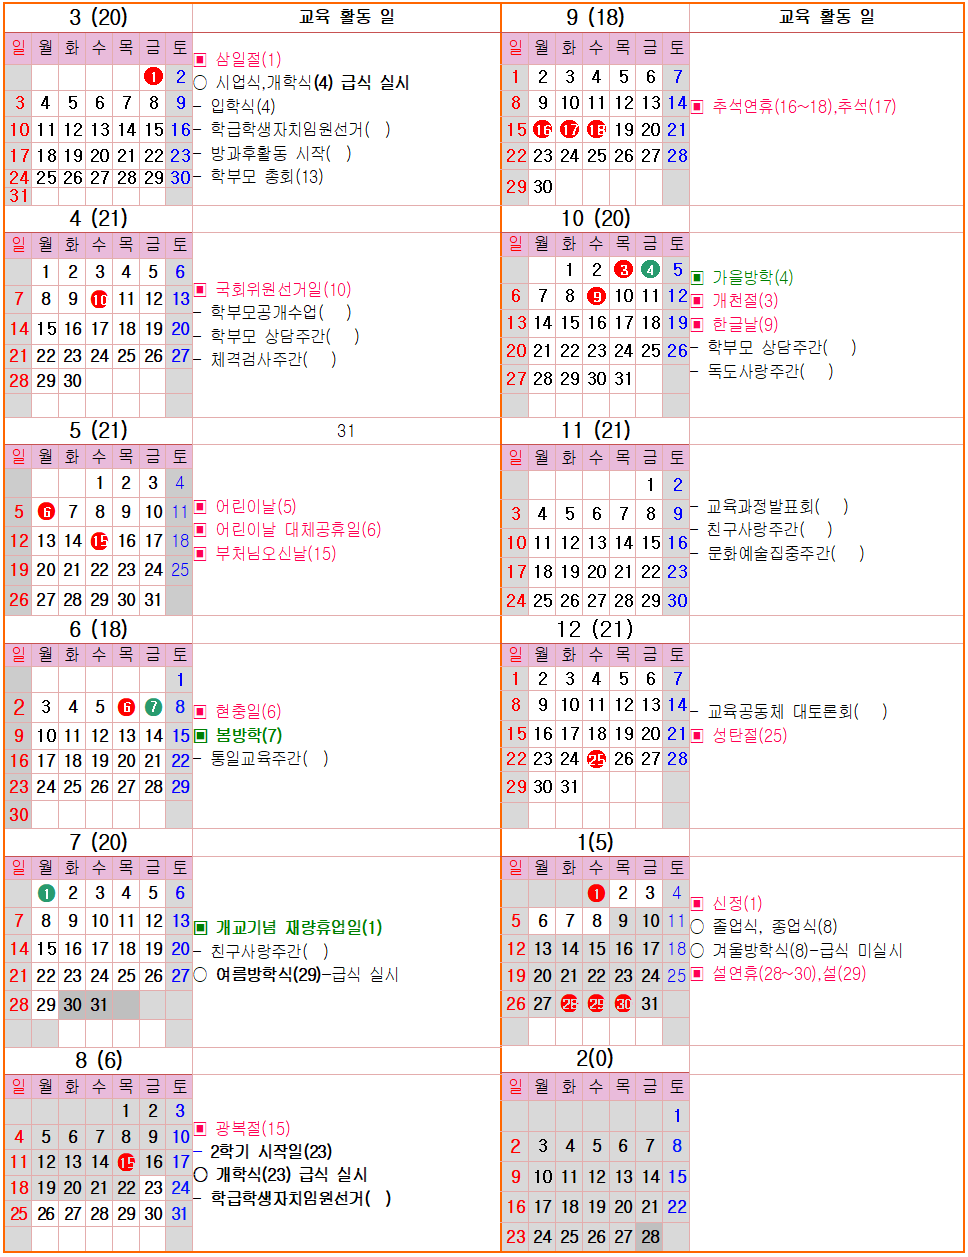 3 (20) 교육 활동 일
일 월 화 수 목 금 토
1 2
3 4 5 6 7 8 9
10 11 12 13 14 15 16
17 18 19 20 21 22 23
24 25 26 27 28 29 30
31
▣ 삼일절(1)
○ 시업식,개학식(4) 급식 실시
- 입학식(4)
- 학급학생자치임원선거( )
- 방과후활동 시작( )
- 학부모 총회(13)
4 (21)
일 월 화 수 목 금 토
1 2 3 4 5 6
7 8 9 10 11 12 13
14 15 16 17 18 19 20
21 22 23 24 25 26 27
28 29 30
▣ 국회위원선거일(10)
- 학부모공개수업( )
- 학부모 상담주간( )
- 체격검사주간( )
5 (21) 31
일 월 화 수 목 금 토
1 2 3 4
5 6 7 8 9 10 11
12 13 14 15 16 17 18
19 20 21 22 23 24 25
26 27 28 29 30 31
▣ 어린이날(5)
▣ 어린이날 대체공휴일(6)
▣ 부처님오신날(15)
6 (18)
일 월 화 수 목 금 토
1
2 3 4 5 6 7 8
9 10 11 12 13 14 15
16 17 18 19 20 21 22
23 24 25 26 27 28 29
30
▣ 현충일(6)
▣ 봄방학(7)
- 통일교육주간( )
7 (20)
일 월 화 수 목 금 토
1 2 3 4 5 6
7 8 9 10 11 12 13
14 15 16 17 18 19 20
21 22 23 24 25 26 27
28 29 30 31
▣ 개교기념 재량휴업일(1)
- 친구사랑주간( )
○ 여름방학식(29)-급식 실시
8 (6)
일 월 화 수 목 금 토
1 2 3
4 5 6 7 8 9 10
11 12 13 14 15 16 17
18 19 20 21 22 23 24
25 26 27 28 29 30 31
▣ 광복절(15)
- 2학기 시작일(23)
○ 개학식(23) 급식 실시
- 학급학생자치임원선거( )
9 (18) 교육 활동 일
일 월 화 수 목 금 토
1 2 3 4 5 6 7
8 9 10 11 12 13 14
15 16 17 18 19 20 21
22 23 24 25 26 27 28
29 30
▣ 추석연휴(16~18),추석(17)
10 (20)
일 월 화 수 목 금 토
1 2 3 4 5
6 7 8 9 10 11 12
13 14 15 16 17 18 19
20 21 22 23 24 25 26
27 28 29 30 31
▣ 가을방학(4)
▣ 개천절(3)
▣ 한글날(9)
- 학부모 상담주간( )
- 독도사랑주간( )
11 (21)
일 월 화 수 목 금 토
1 2
3 4 5 6 7 8 9
10 11 12 13 14 15 16
17 18 19 20 21 22 23
24 25 26 27 28 29 30
- 교육과정발표회( )
- 친구사랑주간( )
- 문화예술집중주간( )
12 (21)
일 월 화 수 목 금 토
1 2 3 4 5 6 7
8 9 10 11 12 13 14
15 16 17 18 19 20 21
22 23 24 25 26 27 28
29 30 31
- 교육공동체 대토론회( )
▣ 성탄절(25)
1(5)
일 월 화 수 목 금 토
1 2 3 4
5 6 7 8 9 10 11
12 13 14 15 16 17 18
19 20 21 22 23 24 25
26 27 28 29 30 31
▣ 신정(1)
○ 졸업식, 종업식(8)
○ 겨울방학식(8)-급식 미실시
▣ 설연휴(28~30),설(29)
2(0)
일 월 화 수 목 금 토
1
2 3 4 5 6 7 8
9 10 11 12 13 14 15
16 17 18 19 20 21 22
23 24 25 26 27 28